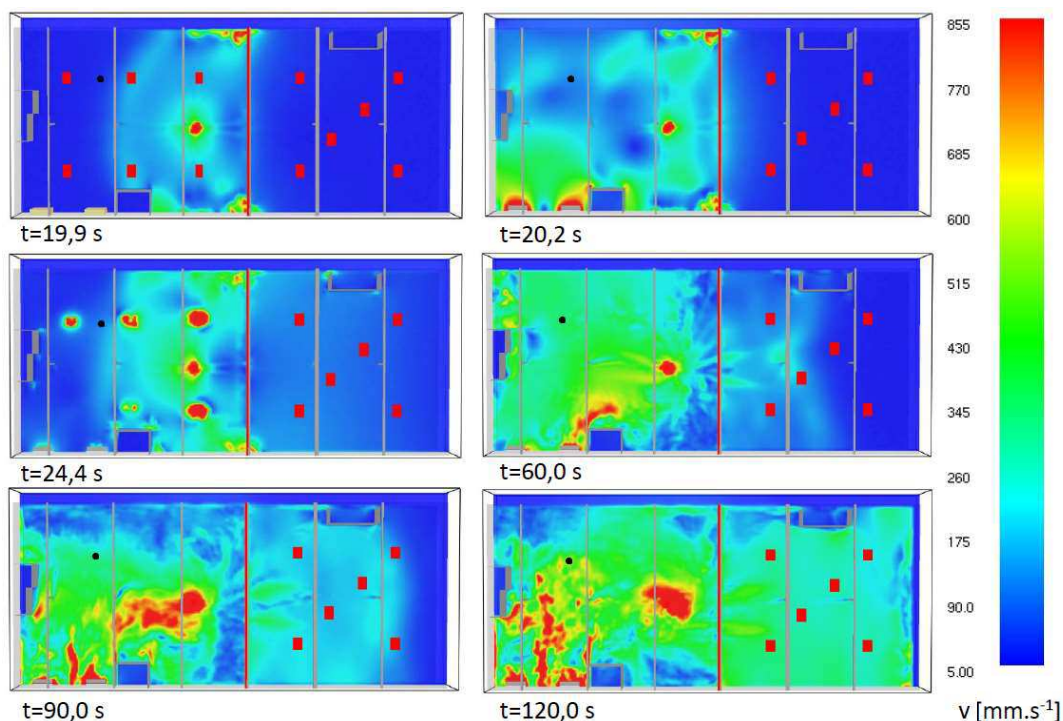 t=19,9 s
t=20,2 s
t=24,4 s
t=60,0 s
t=90,0 s
t=120,0 s
855
770
685
600
515
430
345
260
175
90.0
5.00
v [mm.s⁻¹]